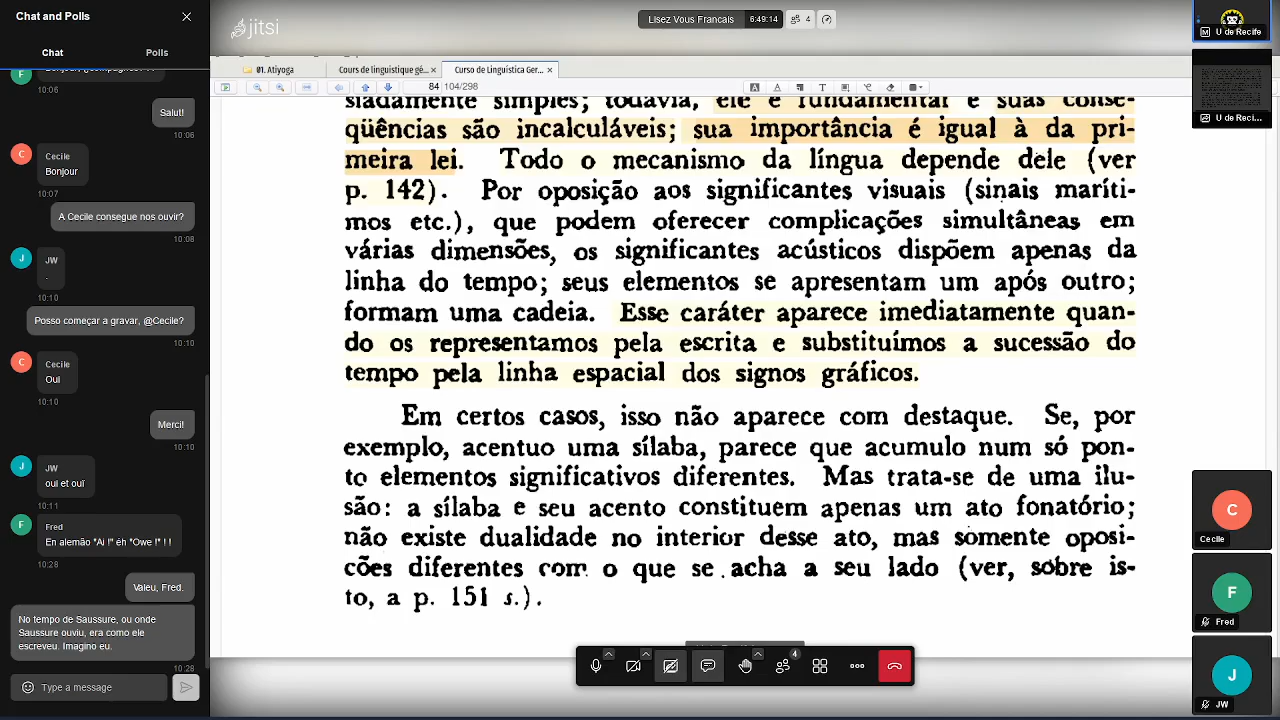 Chat and Polls
Chat
Polls
F
10:06
Salut!
10:06
C
Cecile
Bonjour
10:07
A Cecile consegue nos ouvir?
10:08
J
JW
.
10:10
Posso começar a gravar, @Cecile?
10:10
C
Cecile
Oui
10:10
Merci!
10:10
J
JW
oui et ouí
10:11
F
Fred
En alemão "Ai !" éh "Owe !" ! !
10:28
Valeu, Fred.
No tempo de Saussure, ou onde
Saussure ouviu, era como ele
escreveu. Imagino eu.
10:28
Type a message
jitsi
Lisez Vous Francais
6:49:14
4
01. Atiyoga
Cours de linguistique gé...
Curso de Linguística Ger...
84
104/298
siadamente simples; todavia, ele é fundamental e suas conse-
qüências são incalculáveis; sua importância é igual à da pri-
meira lei. Todo o mecanismo da língua depende dele (ver
p. 142). Por oposição aos significantes visuais (sinais maríti-
mos etc.), que podem oferecer complicações simultâneas em
várias dimensões, os significantes acústicos dispõem apenas da
linha do tempo; seus elementos se apresentam um após outro;
formam uma cadeia. Esse caráter aparece imediatamente quan-
do os representamos pela escrita e substituímos a sucessão do
tempo pela linha espacial dos signos gráficos.
Em certos casos, isso não aparece com destaque. Se, por
exemplo, acentuo uma sílaba, parece que acumulo num só pon-
to elementos significativos diferentes. Mas trata-se de uma ilu-
são: a sílaba e seu acento constituem apenas um ato fonatório;
não existe dualidade no interior desse ato, mas somente oposi-
ções diferentes com o que se acha a seu lado (ver, sobre is-
to, a p. 151 s.).
4
M
U de Recife
U de Reci...
C
Cecile
F
Fred
J
JW